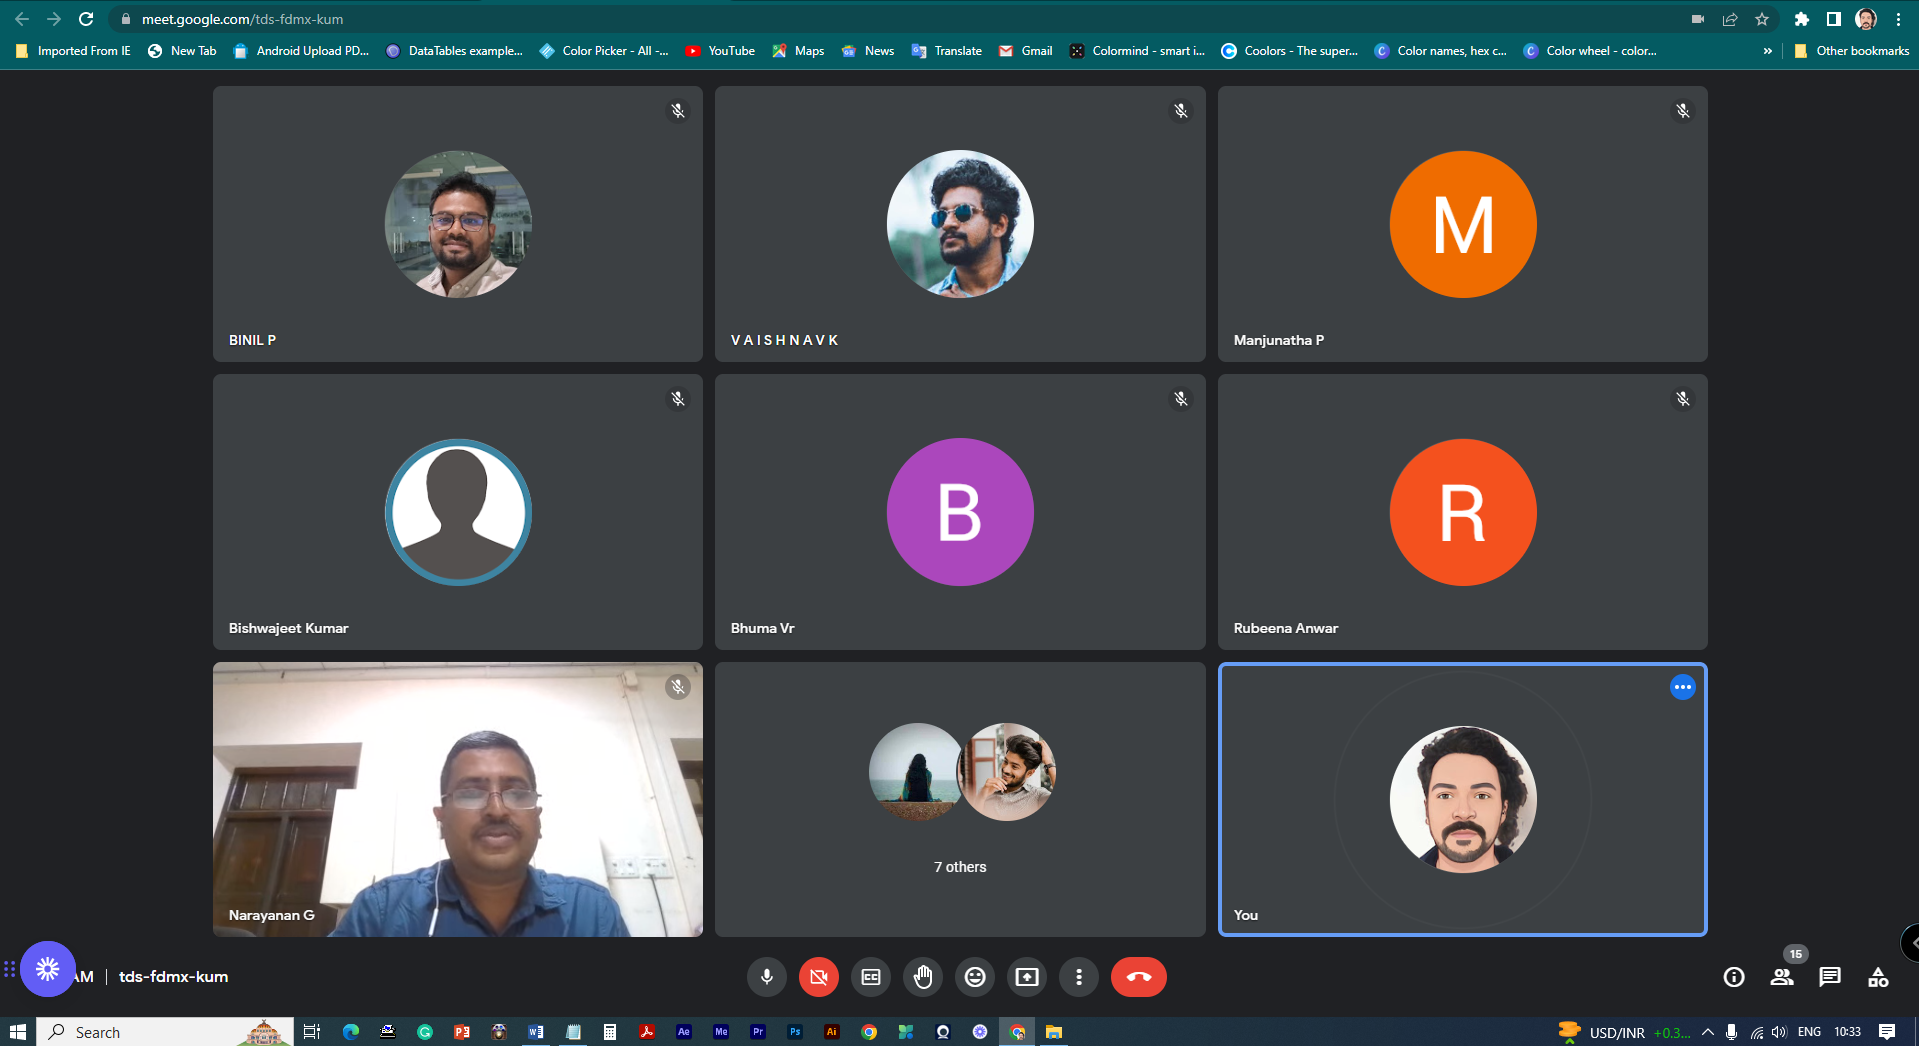 meet.google.com/tds-fdmx-kum
Imported From IE New Tab Android Upload PD... DataTables example... Color Picker - All -... YouTube Maps News Translate Gmail Colormind - smart i... Coolors - The super... Color names, hex c... Color wheel - color... » Other bookmarks
BINIL P
V A I S H N A V K
M
Manjunatha P
Bishwajeet Kumar
B
Bhuma Vr
R
Rubeena Anwar
Narayanan G
7 others
You
AM | tds-fdmx-kum
15
Search
USD/INR +0.3... ENG 10:33